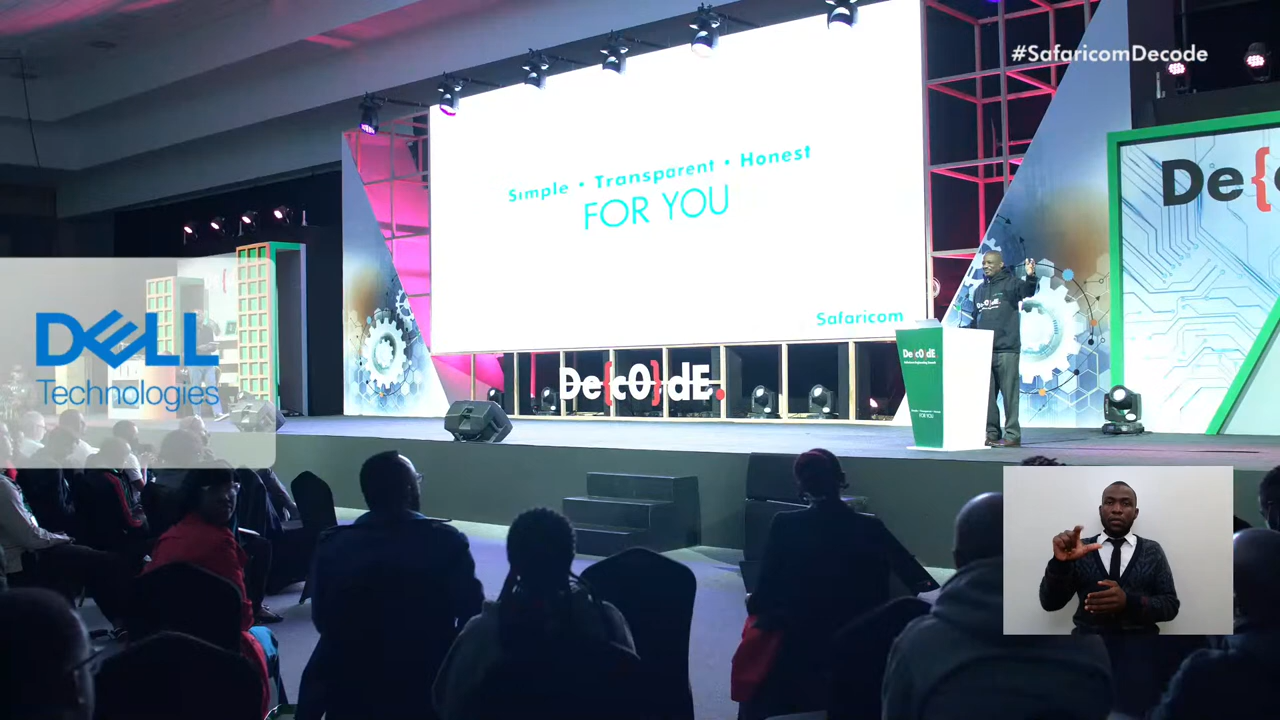 #SafaricomDecode
Simple • Transparent • Honest
FOR YOU
De{
Safaricom
DELL
Technologies
De{c0}dE.
De{c0}dE
FOR YOU